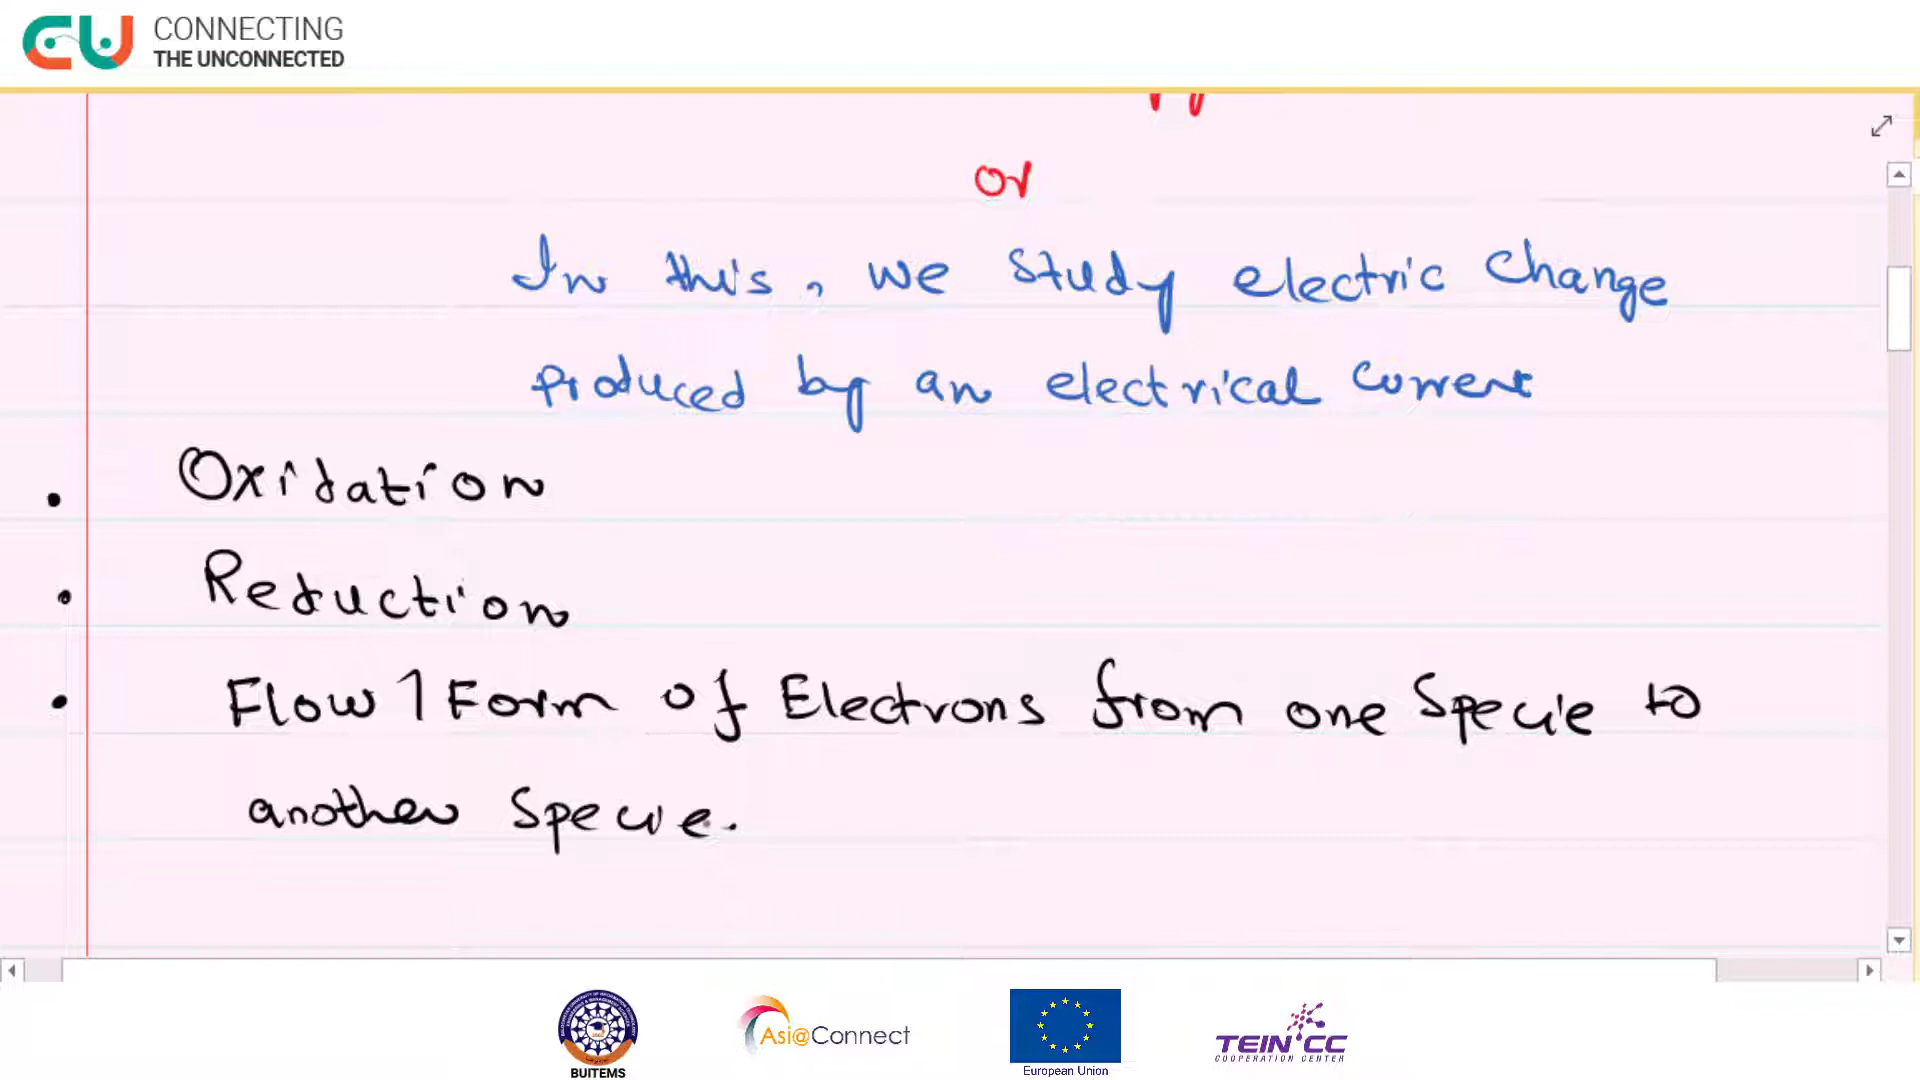 CONNECTING
THE UNCONNECTED
or
In this, we study electric change
produced by an electrical current
• Oxidation
• Reduction
• Flow 1 Form of Electrons from one Specie to
another Specie.
BUITEMS
Asi@Connect
European Union
TEIN*CC
COOPERATION CENTER